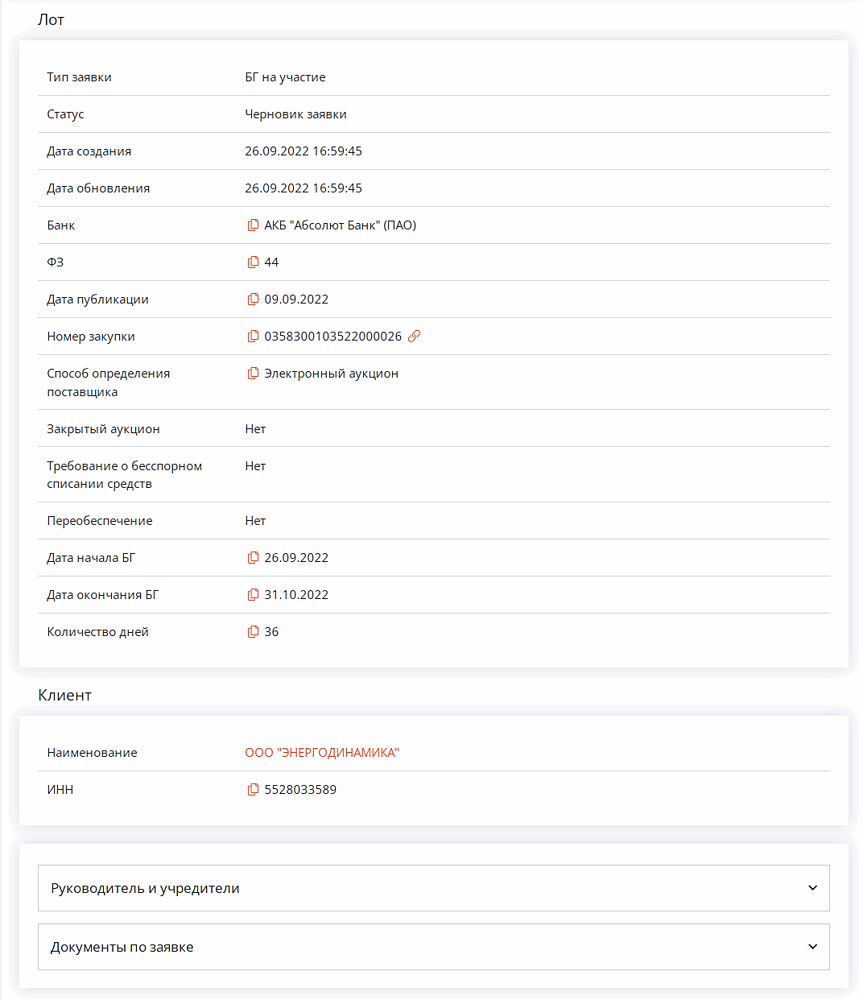 Лот
Тип заявки БГ на участие
Статус Черновик заявки
Дата создания 26.09.2022 16:59:45
Дата обновления 26.09.2022 16:59:45
Банк АКБ "Абсолют Банк" (ПАО)
ФЗ 44
Дата публикации 09.09.2022
Номер закупки 0358300103522000026
Способ определения Электронный аукцион
поставщика
Закрытый аукцион Нет
Требование о бесспорном Нет
списании средств
Переобеспечение Нет
Дата начала БГ 26.09.2022
Дата окончания БГ 31.10.2022
Количество дней 36
Клиент
Наименование ООО "ЭНЕРГОДИНАМИКА"
ИНН 5528033589
Руководитель и учредители
Документы по заявке